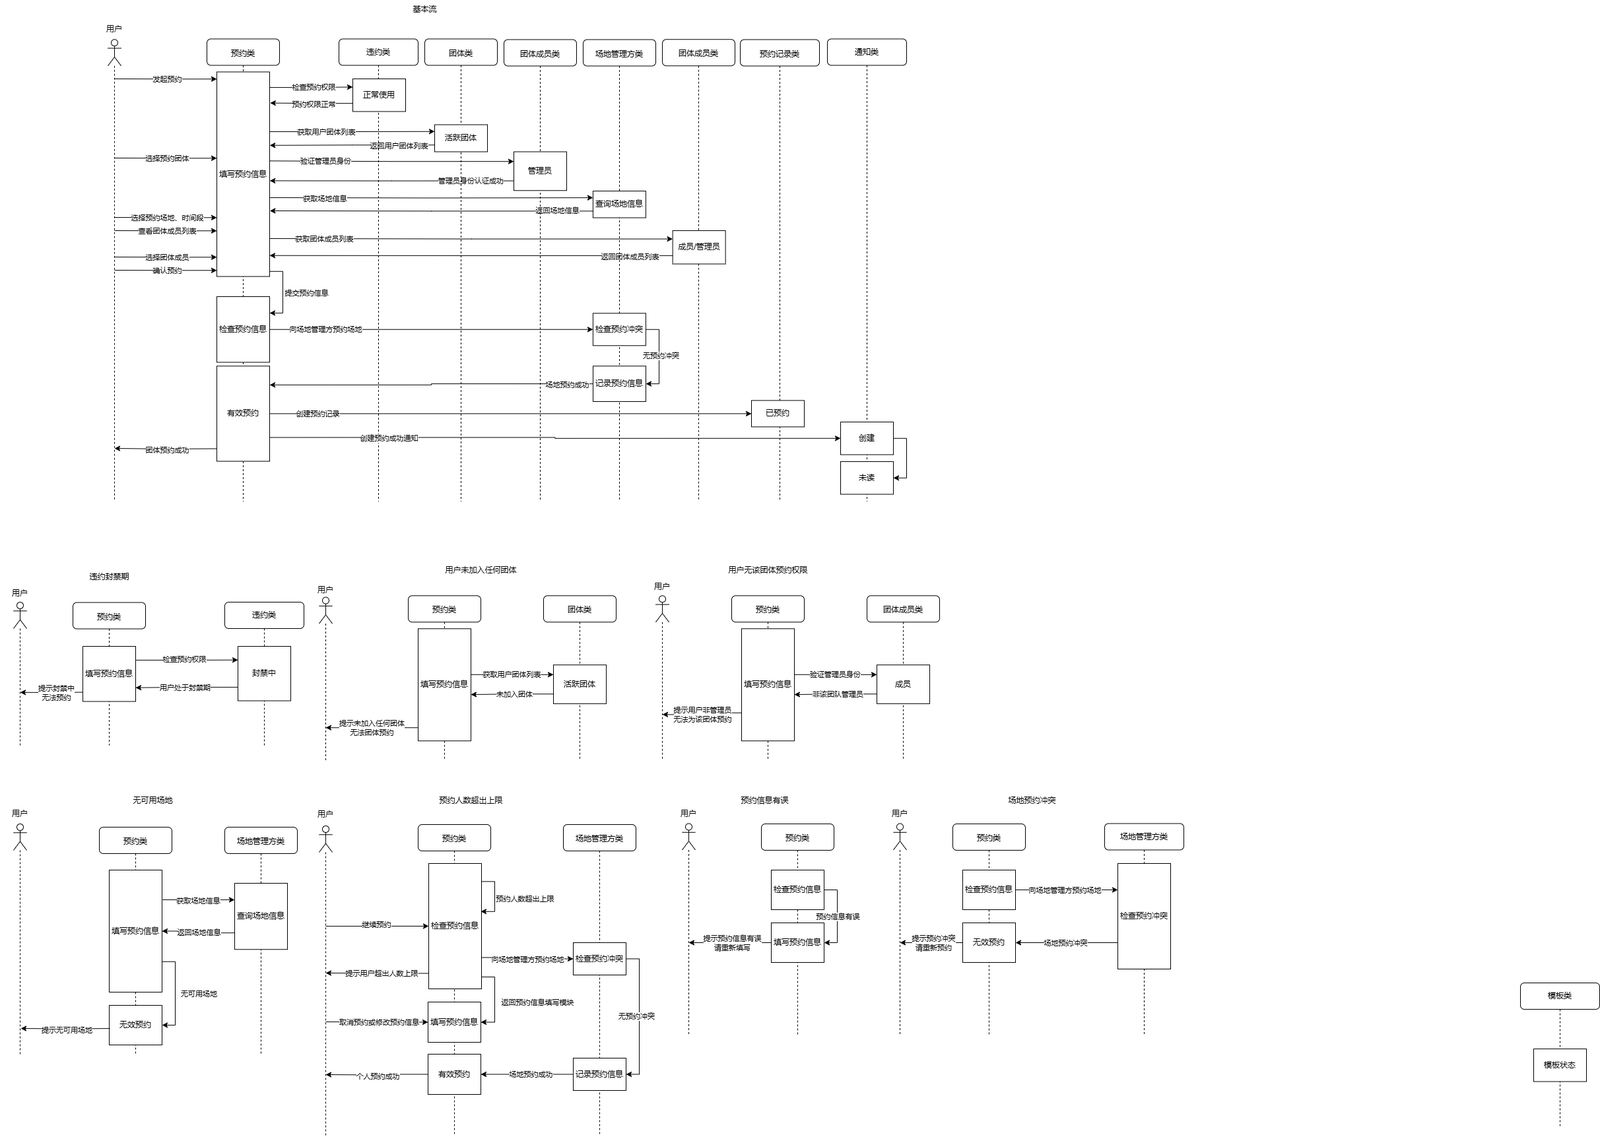 基本流
用户
预约类
违约类
团体类
团体成员类
场地管理方类
团体成员类
预约记录类
通知类
发起预约
检查预约权限
正常使用
预约权限正常
获取用户团体列表
活跃团体
返回用户团体列表
选择预约团体
验证管理员身份
填写预约信息
管理员
管理员身份认证成功
获取场地信息
查询场地信息
返回场地信息
选择预约场地、时间段
查看团体成员列表
获取团体成员列表
成员/管理员
返回团体成员列表
选择团体成员
确认预约
提交预约信息
检查预约信息
向场地管理方预约场地
检查预约冲突
无预约冲突
场地预约成功
记录预约信息
有效预约
创建预约记录
已预约
创建预约成功通知
创建
团体预约成功
未读
违约封禁期
用户
预约类
违约类
检查预约权限
填写预约信息
封禁中
用户处于封禁期
提示封禁中
无法预约
用户未加入任何团体
用户
预约类
团体类
获取用户团体列表
填写预约信息
活跃团体
未加入团体
提示未加入任何团体
无法团体预约
用户无该团体预约权限
用户
预约类
团体成员类
验证管理员身份
填写预约信息
成员
非该团队管理员
提示用户非管理员
无法为该团体预约
无可用场地
用户
预约类
场地管理方类
获取场地信息
查询场地信息
填写预约信息
返回场地信息
无可用场地
无效预约
提示无可用场地
预约人数超出上限
用户
预约类
场地管理方类
预约人数超出上限
继续预约
检查预约信息
向场地管理方预约场地
检查预约冲突
提示用户超出人数上限
返回预约信息填写模块
取消预约或修改预约信息
填写预约信息
无预约冲突
个人预约成功
有效预约
场地预约成功
记录预约信息
预约信息有误
用户
预约类
检查预约信息
预约信息有误
提示预约信息有误
请重新填写
填写预约信息
场地预约冲突
用户
预约类
场地管理方类
检查预约信息
向场地管理方预约场地
检查预约冲突
提示预约冲突
请重新预约
无效预约
场地预约冲突
模板类
模板状态